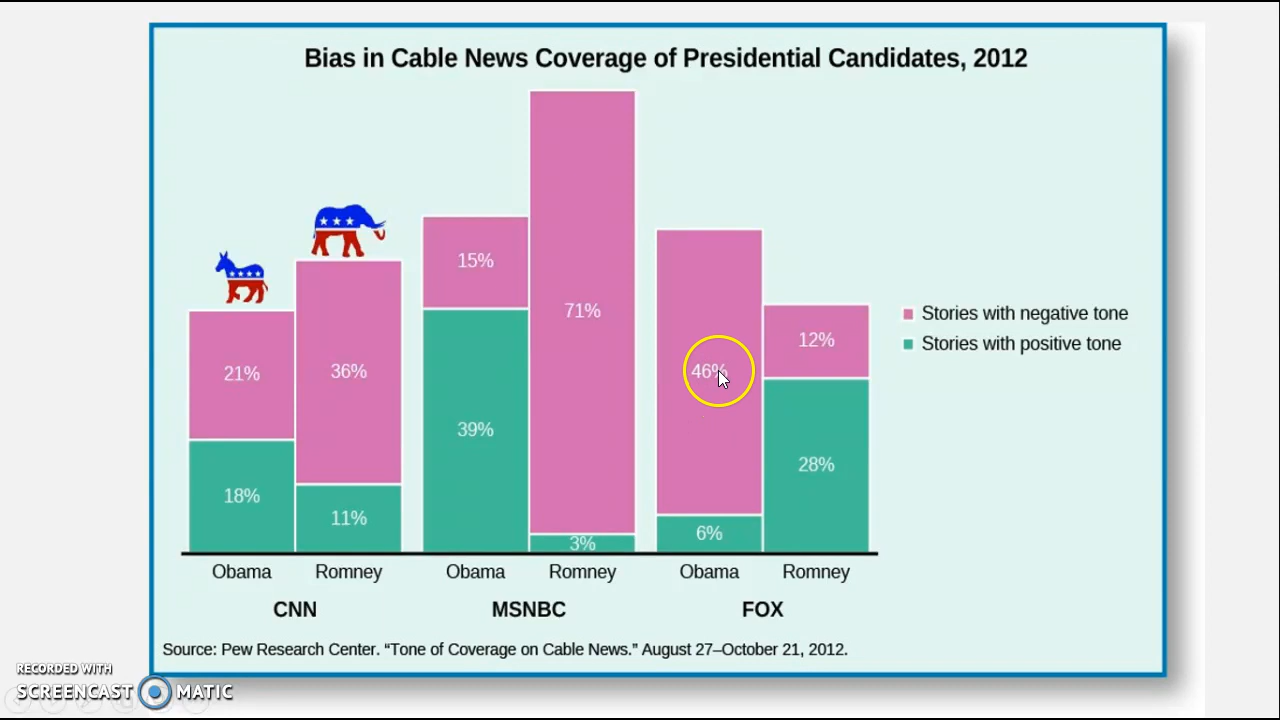 Bias in Cable News Coverage of Presidential Candidates, 2012
21%
18%
36%
11%
15%
39%
71%
3%
46%
6%
12%
28%
Stories with negative tone
Stories with positive tone
Obama Romney Obama Romney Obama Romney
CNN MSNBC FOX
Source: Pew Research Center. “Tone of Coverage on Cable News.” August 27–October 21, 2012.
RECORDED WITH
SCREENCAST MATIC